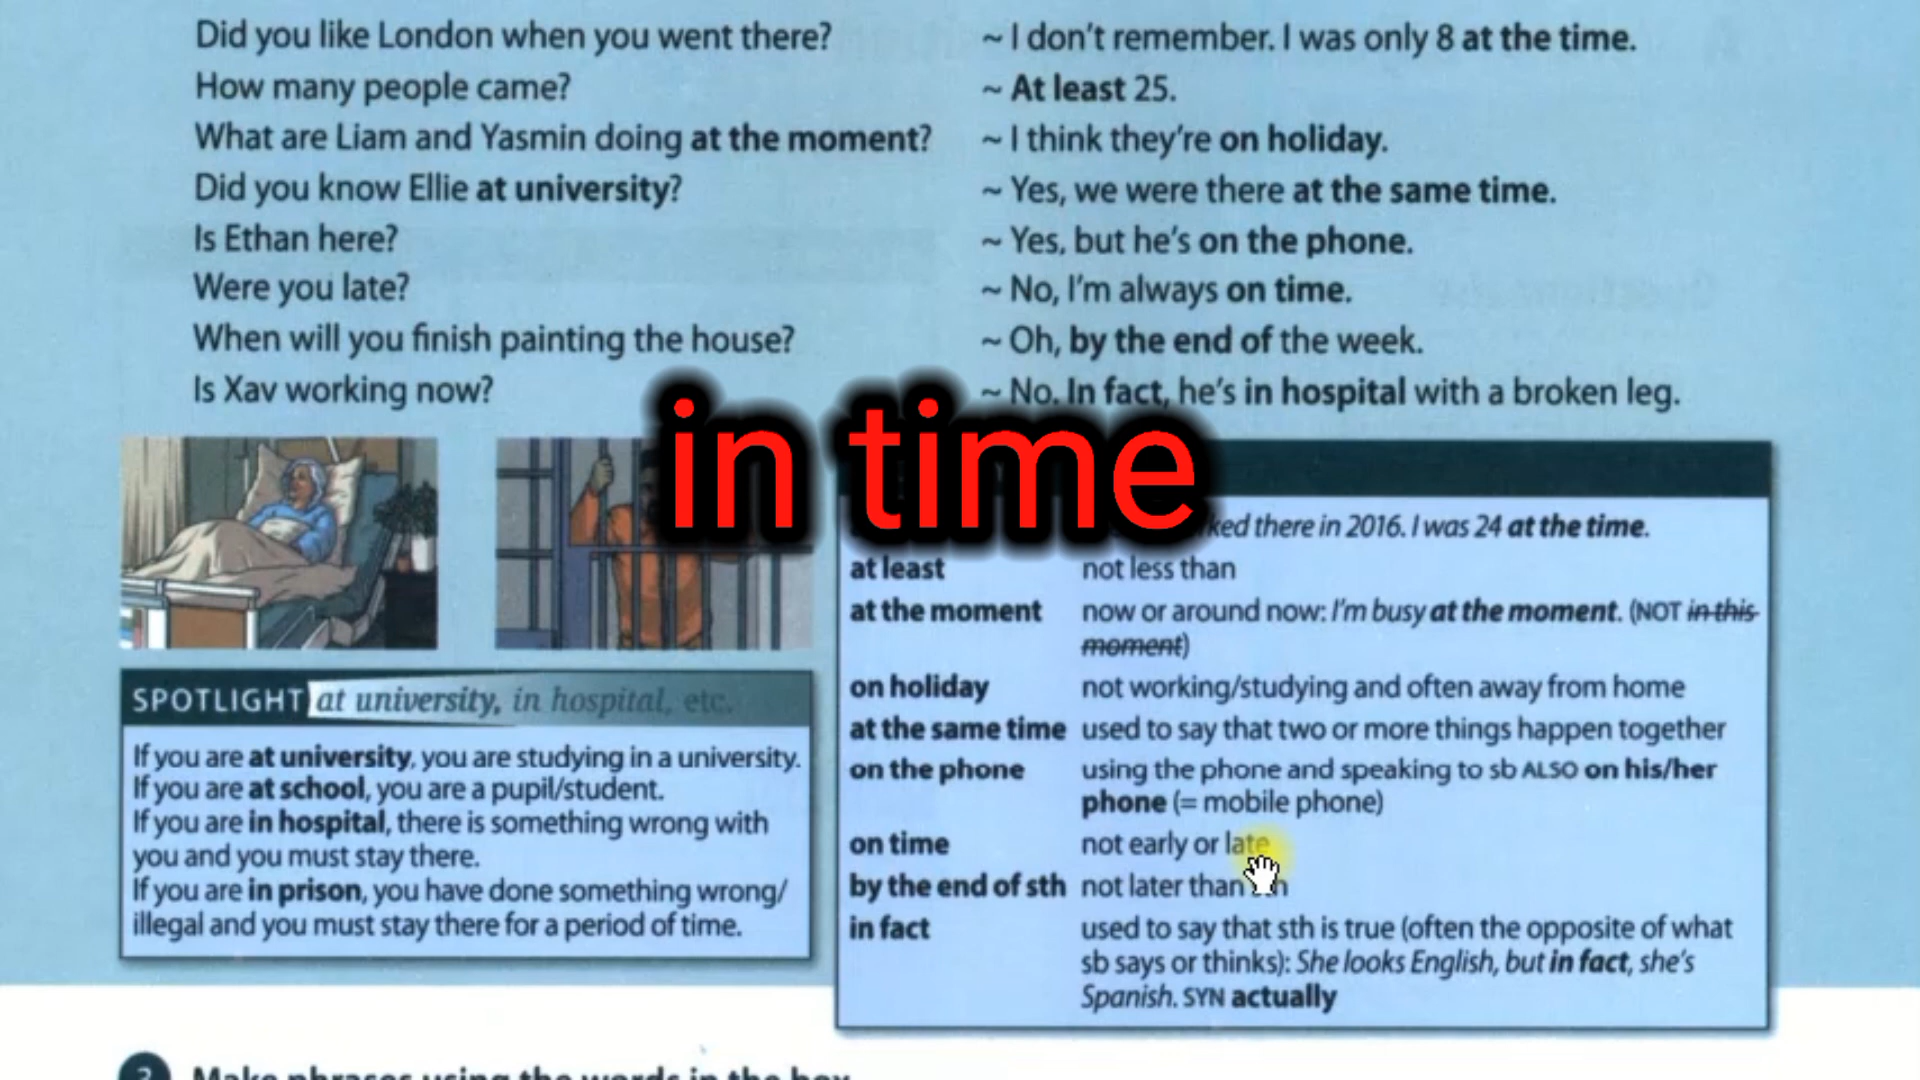 Did you like London when you went there? ~ I don't remember. I was only 8 at the time.
How many people came? ~ At least 25.
What are Liam and Yasmin doing at the moment? ~ I think they're on holiday.
Did you know Ellie at university? ~ Yes, we were there at the same time.
Is Ethan here? ~ Yes, but he's on the phone.
Were you late? ~ No, I'm always on time.
When will you finish painting the house? ~ Oh, by the end of the week.
Is Xav working now? ~ No. In fact, he's in hospital with a broken leg.
in time
SPOTLIGHT at university, in hospital, etc.
If you are at university, you are studying in a university.
If you are at school, you are a pupil/student.
If you are in hospital, there is something wrong with
you and you must stay there.
If you are in prison, you have done something wrong/
illegal and you must stay there for a period of time.
there in 2016. I was 24 at the time.
at least not less than
at the moment now or around now: I'm busy at the moment. (NOT in this
moment)
on holiday not working/studying and often away from home
at the same time used to say that two or more things happen together
on the phone using the phone and speaking to sb ALSO on his/her
phone (= mobile phone)
on time not early or late
by the end of sth not later than
in fact used to say that sth is true (often the opposite of what
sb says or thinks): She looks English, but in fact, she's
Spanish. SYN actually
Make phrases using the words in the box